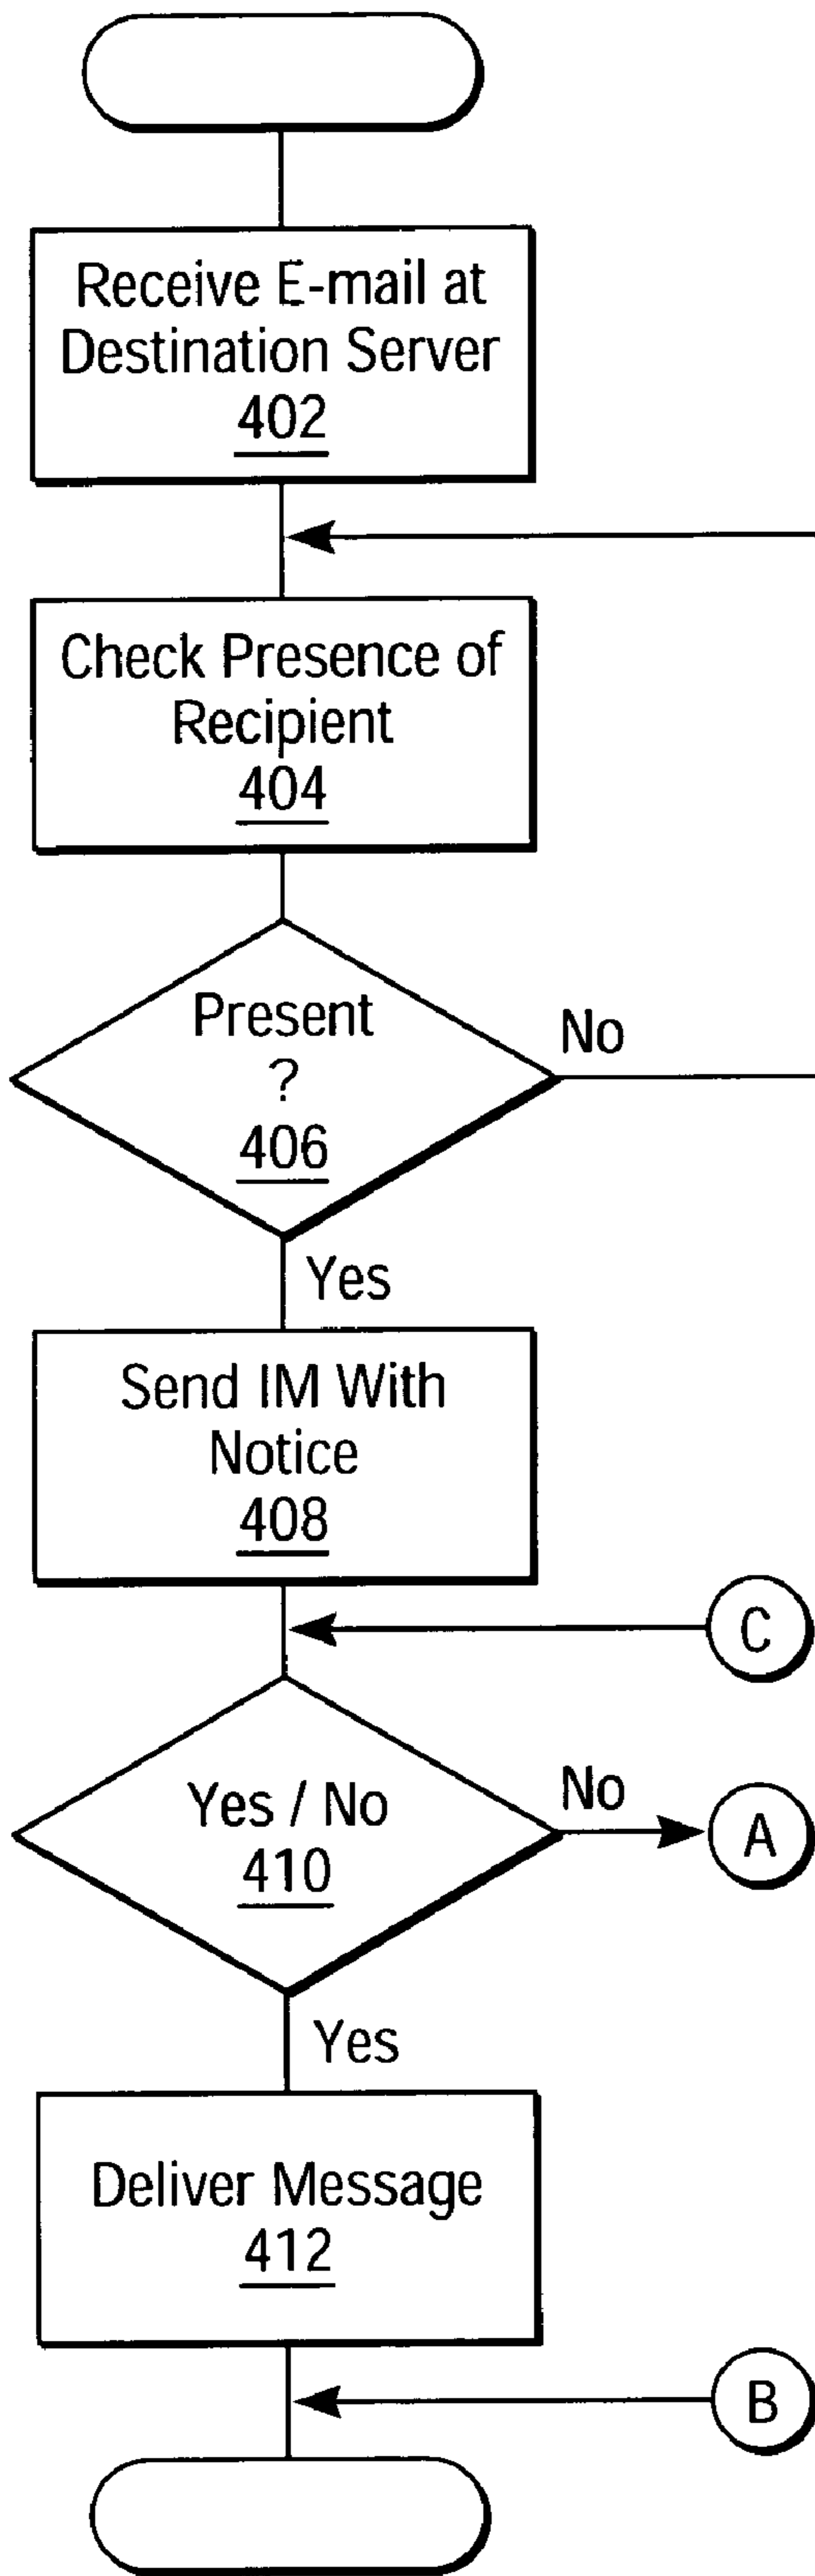 Receive E-mail at
Destination Server
402
Check Presence of
Recipient
404
Present
?
406
No
Yes
Send IM With
Notice
408
C
Yes / No
410
No
A
Yes
Deliver Message
412
B